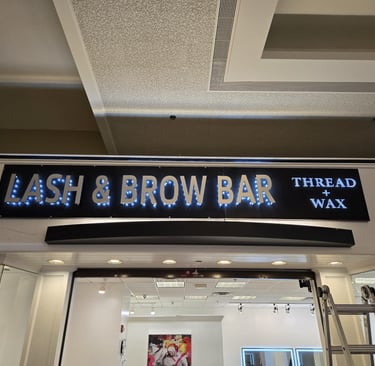 LASH & BROW BAR
THREAD
+
WAX